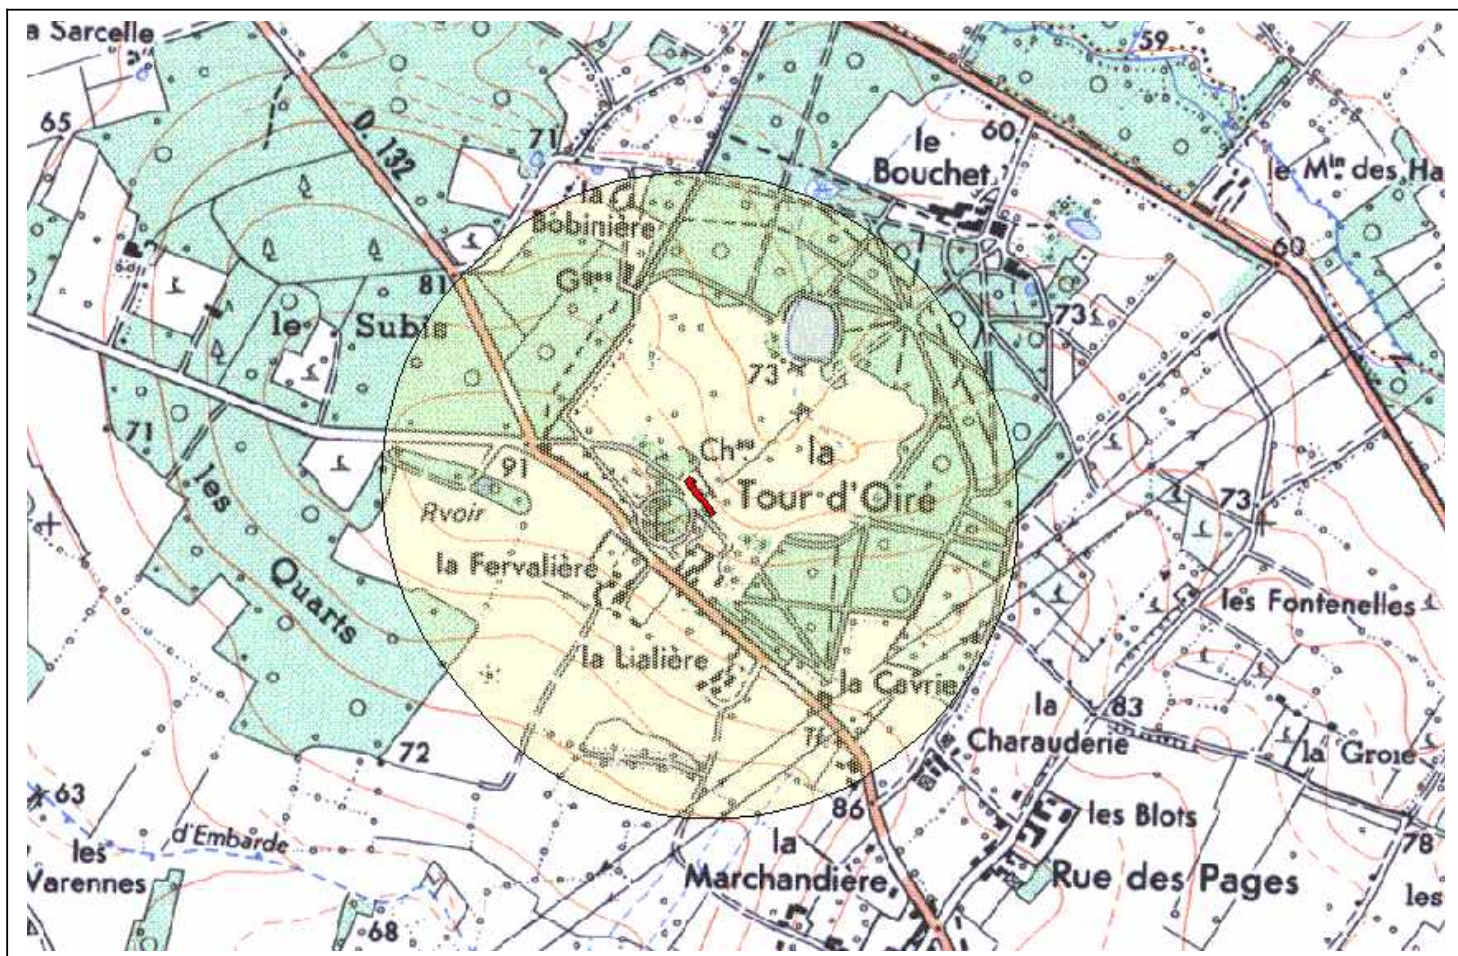 a Sarcelle
59
65
D. 132
71
60
le
Bouchet
le Mln des Ha
la
Bobinière
60
81
Gges
le Subis
73
73
71
Chau
la
Tour d'Oire
91
Rvoir
73
les
Quarts
la Fervalière
les Fontenelles
la Lialière
la Cavrie
la
Charauderie
83
72
la Groie
63
86
les Blots
d'Embarde
78
les
Varennes
la
Marchandière
Rue des Pages
les
68